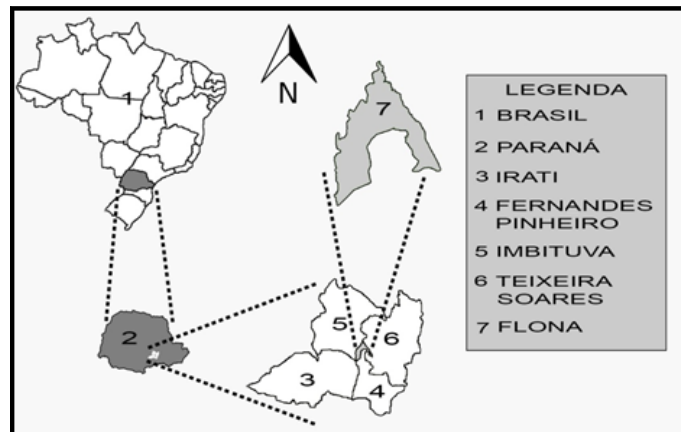 1
N
7
2
5
6
3
4
LEGENDA
1 BRASIL
2 PARANÁ
3 IRATI
4 FERNANDES
PINHEIRO
5 IMBITUVA
6 TEIXEIRA
SOARES
7 FLONA